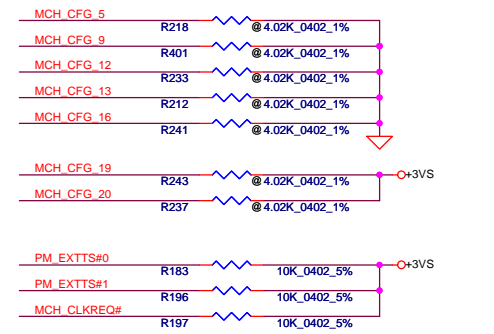 MCH_CFG_5
R218 @ 4.02K_0402_1%
MCH_CFG_9
R401 @ 4.02K_0402_1%
MCH_CFG_12
R233 @ 4.02K_0402_1%
MCH_CFG_13
R212 @ 4.02K_0402_1%
MCH_CFG_16
R241 @ 4.02K_0402_1%
MCH_CFG_19 +3VS
R243 @ 4.02K_0402_1%
MCH_CFG_20
R237 @ 4.02K_0402_1%
PM_EXTTS#0 +3VS
R183 10K_0402_5%
PM_EXTTS#1
R196 10K_0402_5%
MCH_CLKREQ#
R197 10K_0402_5%